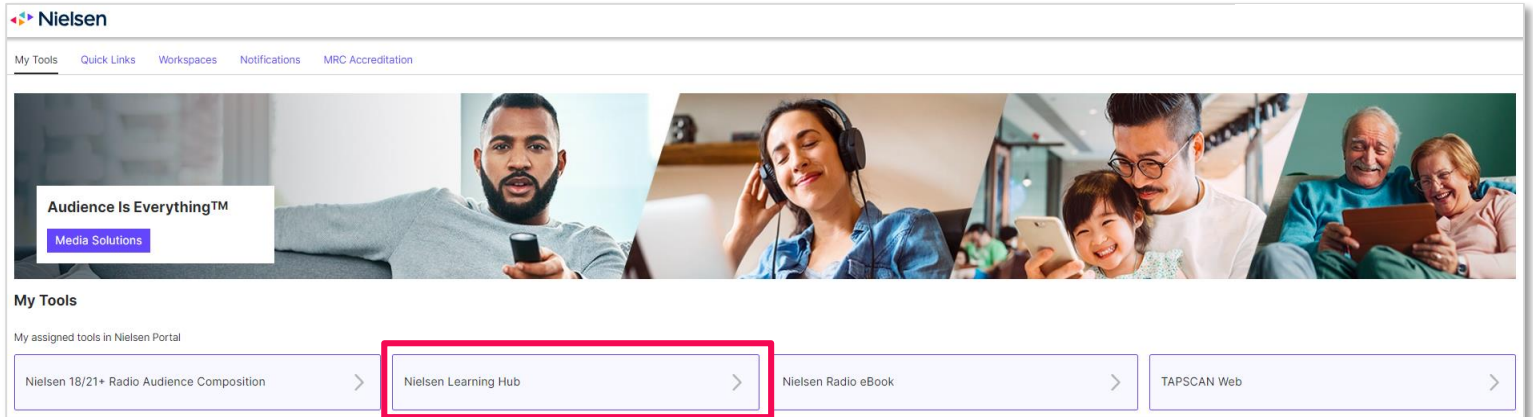 Nielsen
My Tools Quick Links Workspaces Notifications MRC Accreditation
Audience Is Everything™
Media Solutions
My Tools
My assigned tools in Nielsen Portal
Nielsen 18/21+ Radio Audience Composition
Nielsen Learning Hub
Nielsen Radio eBook
TAPSCAN Web